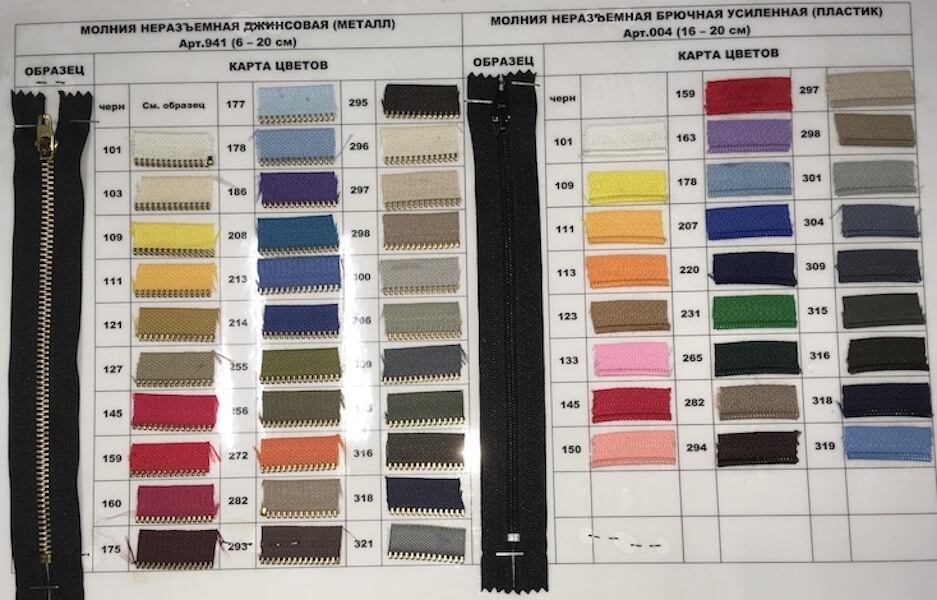 МОЛНИЯ НЕРАЗЪЕМНАЯ ДЖИНСОВАЯ (МЕТАЛЛ)
Арт.941 (6 – 20 см)
ОБРАЗЕЦ КАРТА ЦВЕТОВ
черн См. образец 177 295
101 178 296
103 186 297
109 208 298
111 213 300
121 214 306
127 255
145 256
159 272 316
160 282 318
175 293 321
МОЛНИЯ НЕРАЗЪЕМНАЯ БРЮЧНАЯ УСИЛЕННАЯ (ПЛАСТИК)
Арт.004 (16 – 20 см)
ОБРАЗЕЦ КАРТА ЦВЕТОВ
черн 159 297
101 163 298
109 178 301
111 207 304
113 220 309
123 231 315
133 265 316
145 282 318
150 294 319